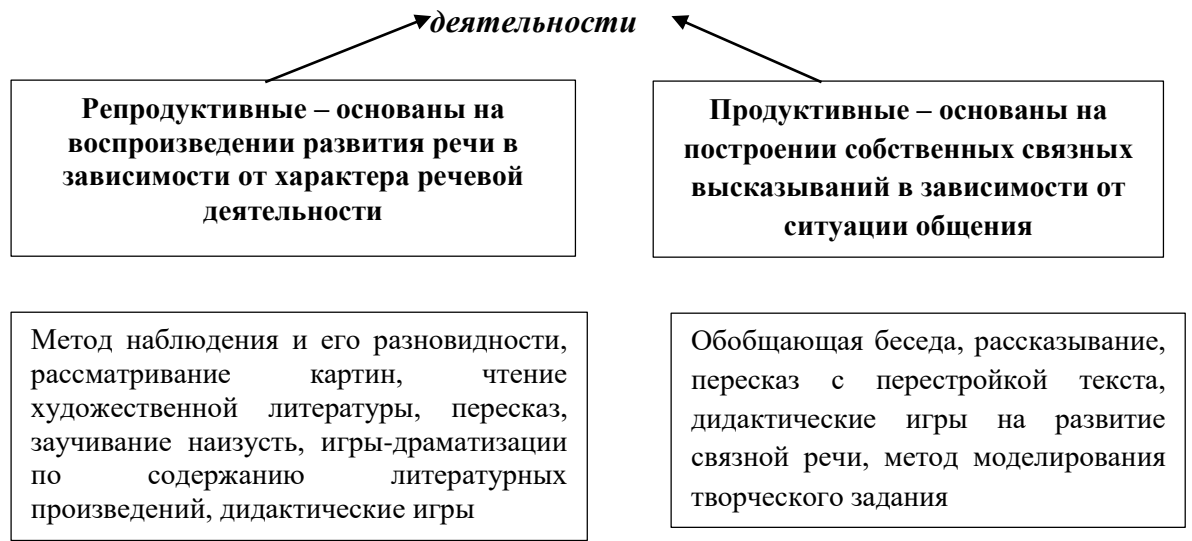 деятельности
Репродуктивные – основаны на
воспроизведении развития речи в
зависимости от характера речевой
деятельности
Продуктивные – основаны на
построении собственных связных
высказываний в зависимости от
ситуации общения
Метод наблюдения и его разновидности,
рассматривание картин, чтение
художественной литературы, пересказ,
заучивание наизусть, игры-драматизации
по содержанию литературных
произведений, дидактические игры
Обобщающая беседа, рассказывание,
пересказ с перестройкой текста,
дидактические игры на развитие
связной речи, метод моделирования
творческого задания